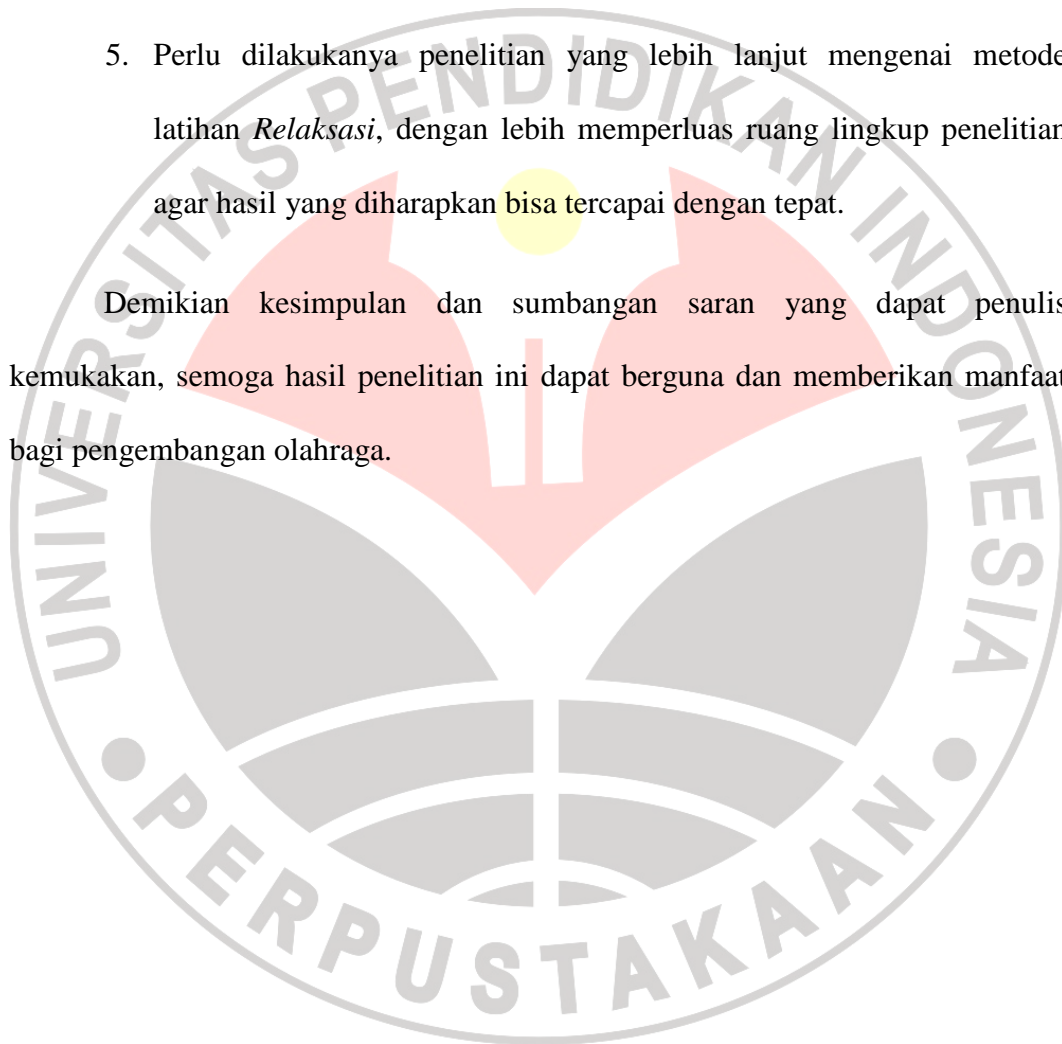 5. Perlu dilakukanya penelitian yang lebih lanjut mengenai metode
latihan Relaksasi, dengan lebih memperluas ruang lingkup penelitian
agar hasil yang diharapkan bisa tercapai dengan tepat.
Demikian kesimpulan dan sumbangan saran yang dapat penulis
kemukakan, semoga hasil penelitian ini dapat berguna dan memberikan manfaat
bagi pengembangan olahraga.
UNIVERSITAS PENDIDIKAN INDONESIA
PERPUSTAKAAN